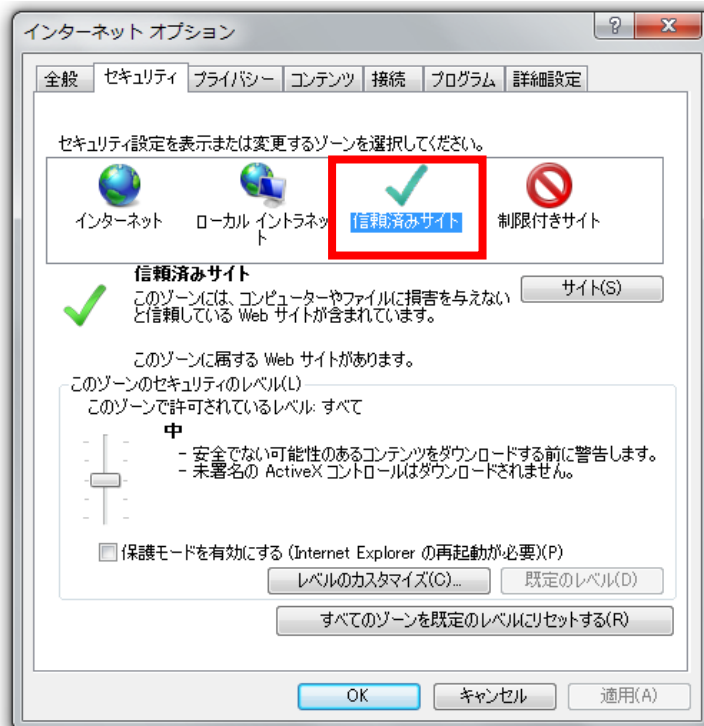 インターネット オプション
全般 セキュリティ プライバシー コンテンツ 接続 プログラム 詳細設定
セキュリティ設定を表示または変更するゾーンを選択してください。
インターネット ローカル イントラネット 信頼済みサイト 制限付きサイト
信頼済みサイト
このゾーンには、コンピューターやファイルに損害を与えない
と信頼している Web サイトが含まれています。
サイト(S)
このゾーンに属する Web サイトがあります。
このゾーンのセキュリティのレベル(L)
このゾーンで許可されているレベル: すべて
中
- 安全でない可能性のあるコンテンツをダウンロードする前に警告します。
- 未署名の ActiveX コントロールはダウンロードされません。
保護モードを有効にする (Internet Explorer の再起動が必要)(P)
レベルのカスタマイズ(C)... 既定のレベル(D)
すべてのゾーンを既定のレベルにリセットする(R)
OK キャンセル 適用(A)